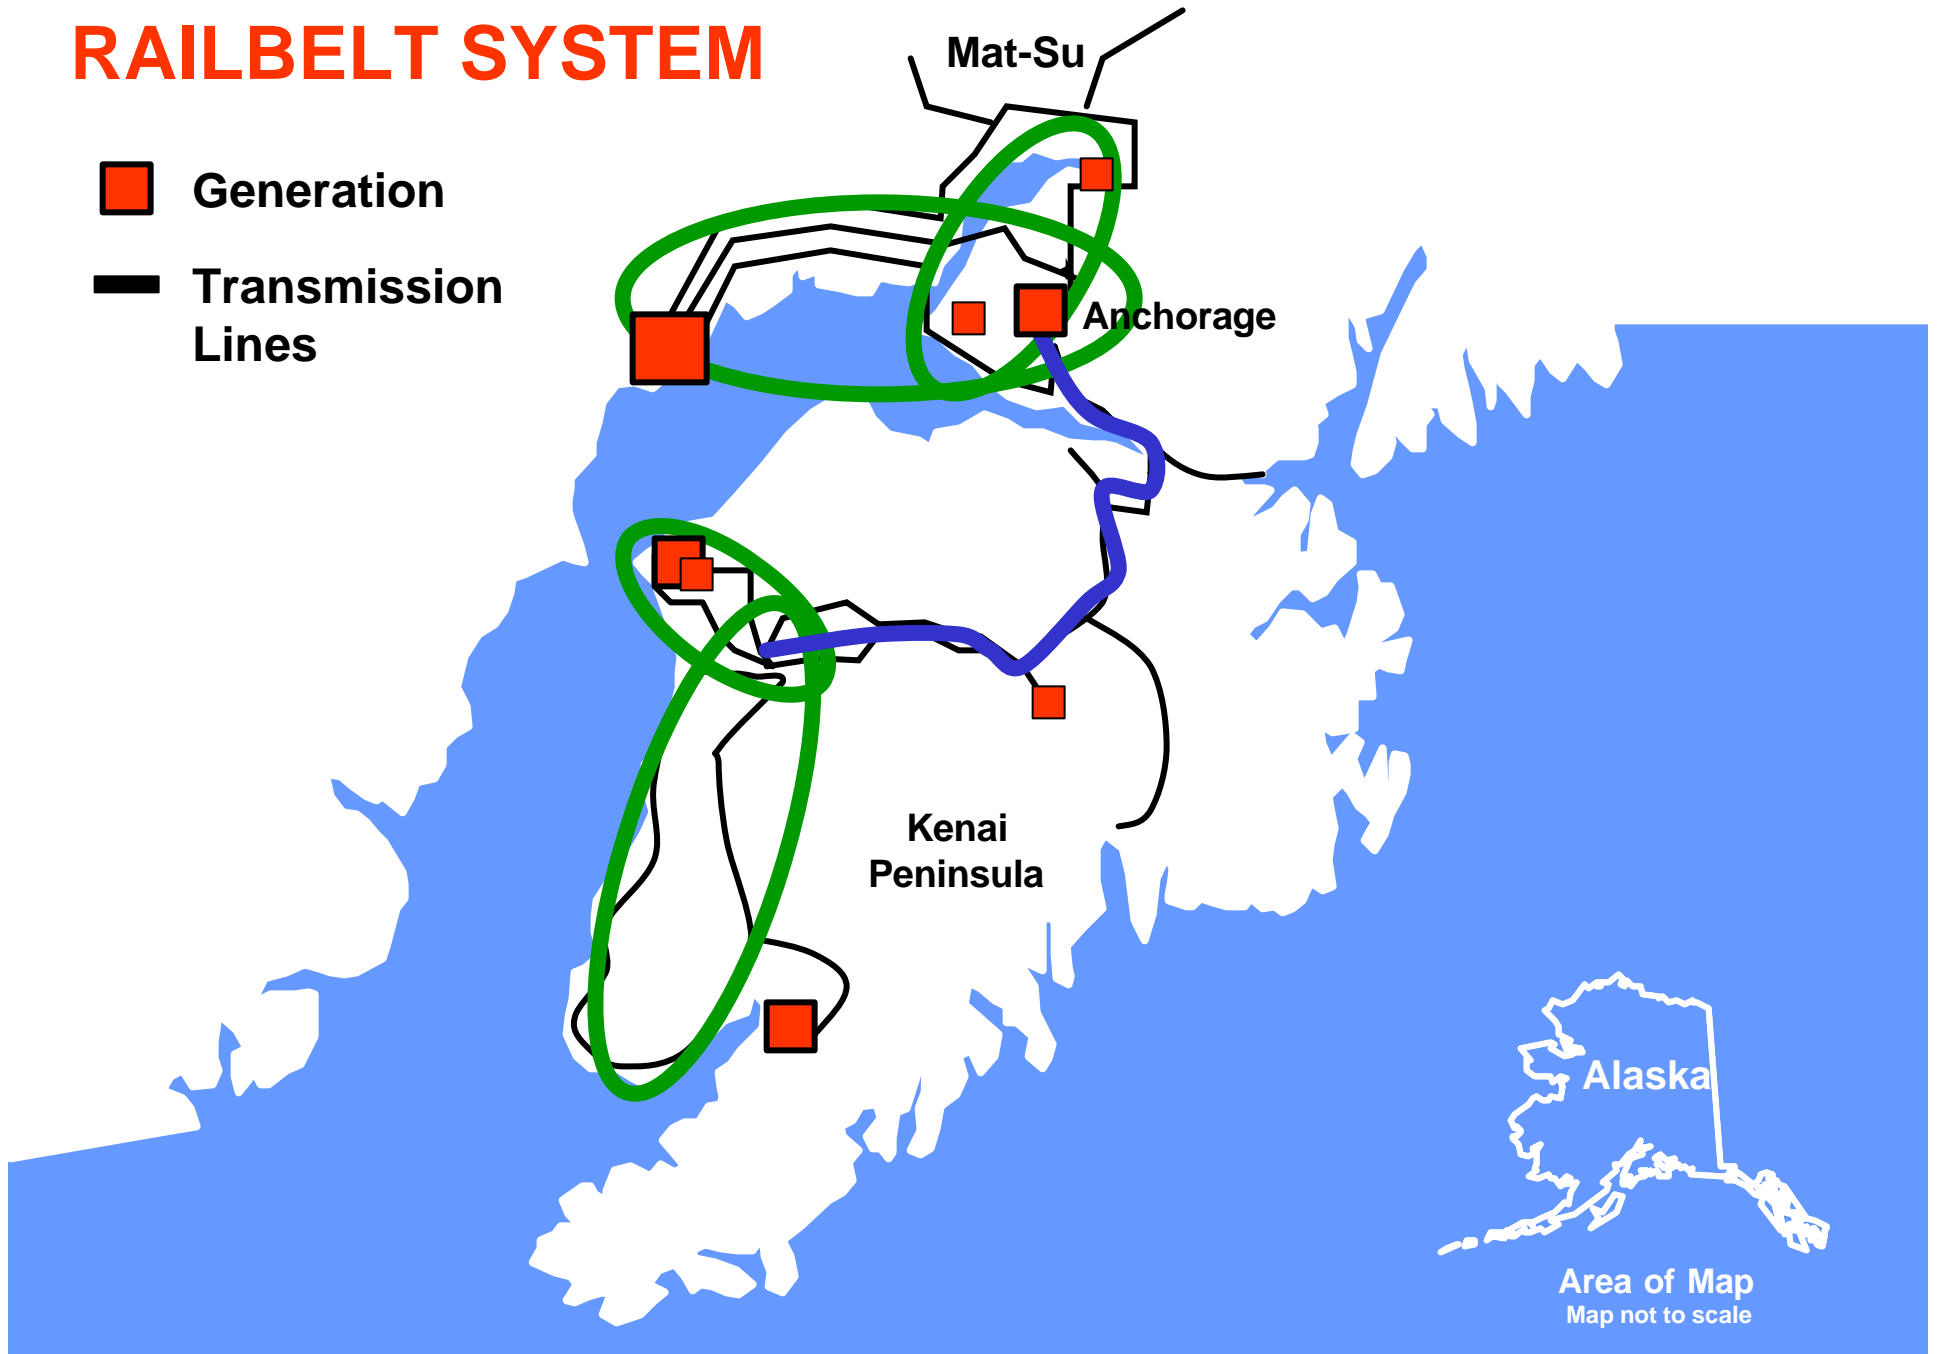 RAILBELT SYSTEM
Mat-Su
Generation
Transmission
Lines
Anchorage
Kenai
Peninsula
Alaska
Area of Map
Map not to scale